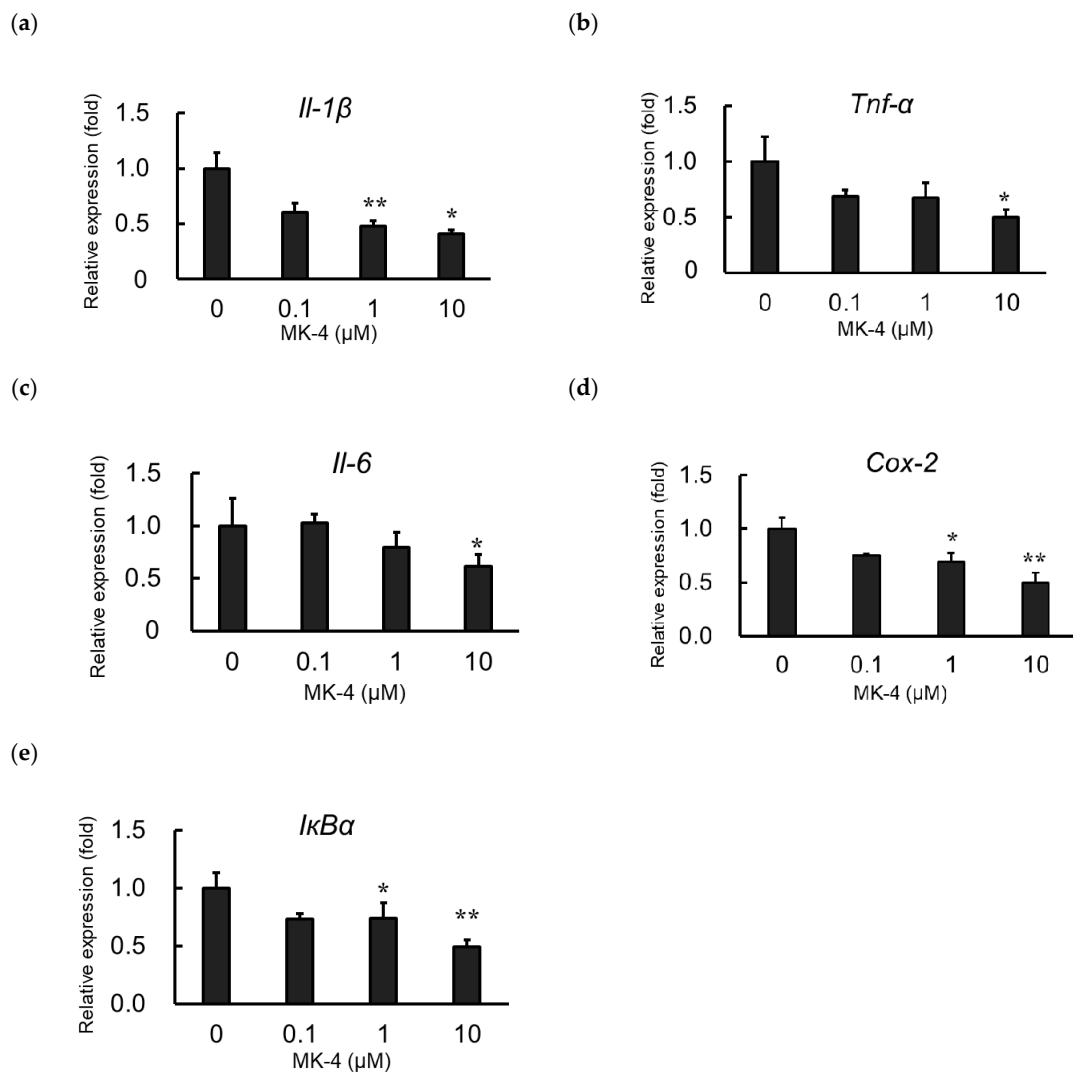 (a)
Il-1β
Relative expression (fold)
1.5
1.0
0.5
0
**
*
0 0.1 1 10
MK-4 (µM)
(b)
Tnf-α
Relative expression (fold)
1.5
1.0
0.5
0
*
0 0.1 1 10
MK-4 (µM)
(c)
Il-6
Relative expression (fold)
1.5
1.0
0.5
0
*
0 0.1 1 10
MK-4 (µM)
(d)
Cox-2
Relative expression (fold)
1.5
1.0
0.5
0.0
*
**
0 0.1 1 10
MK-4 (µM)
(e)
IκBα
Relative expression (fold)
1.5
1.0
0.5
0.0
*
**
0 0.1 1 10
MK-4 (µM)